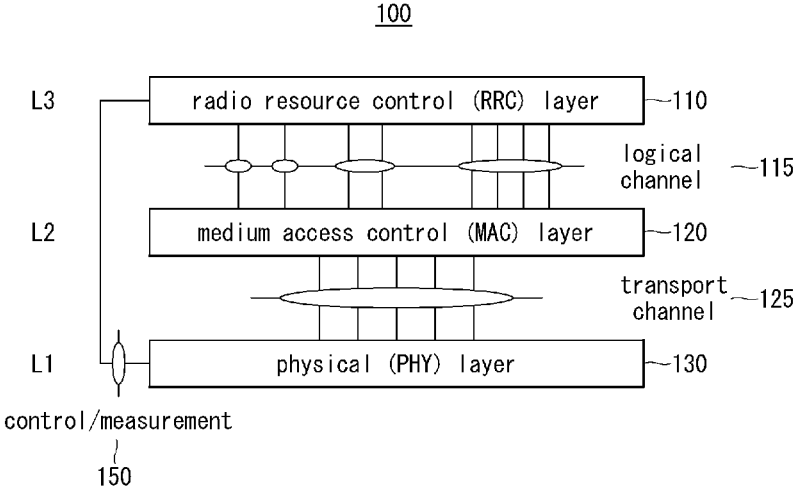 100
L3
radio resource control (RRC) layer
110
logical
channel
115
L2
medium access control (MAC) layer
120
transport
channel
125
L1
physical (PHY) layer
130
control/measurement
150